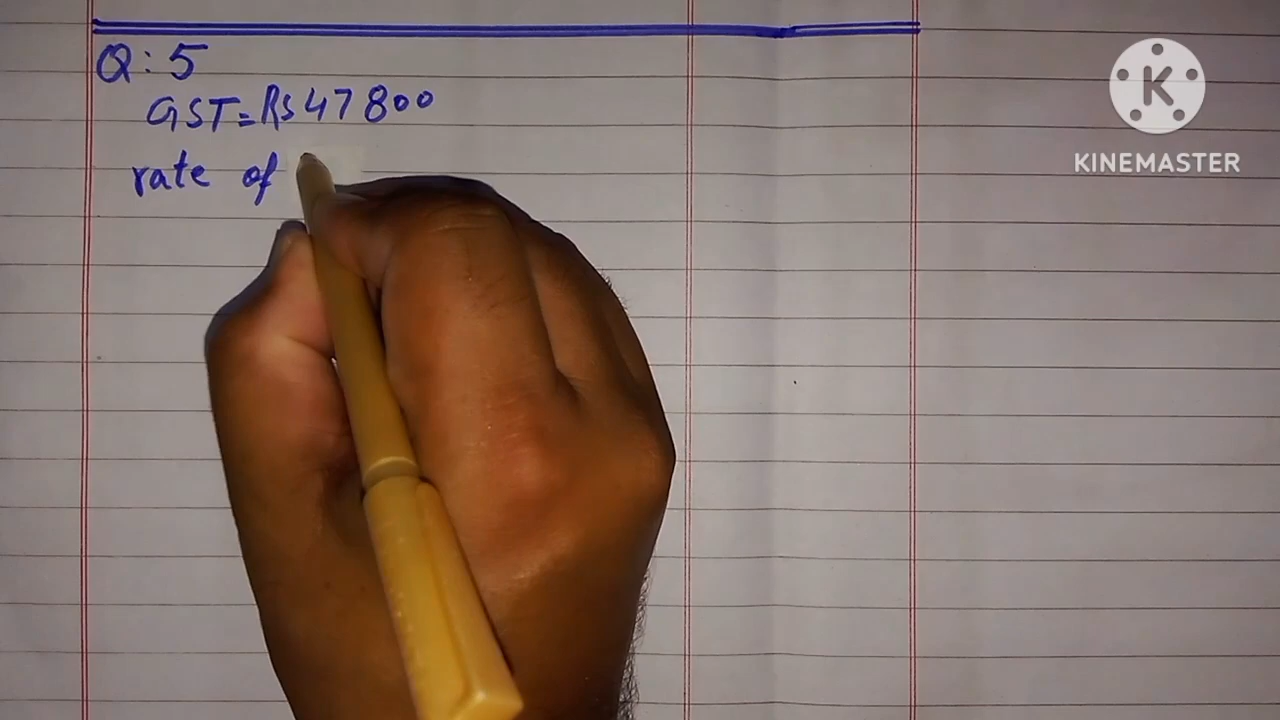 Q : 5
GST = Rs 47800
rate of
K
KINEMASTER